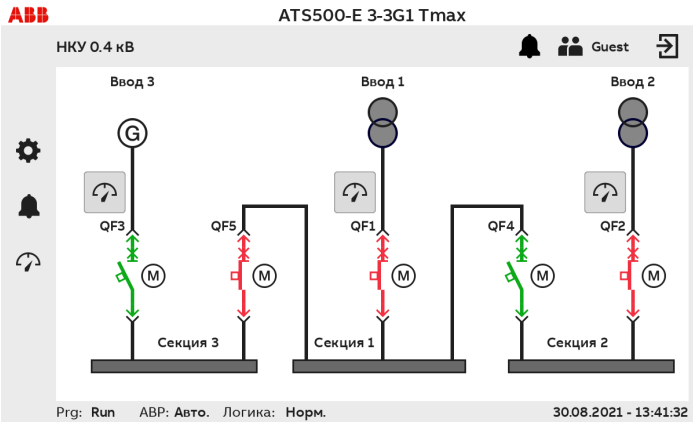 ABB
ATS500-E 3-3G1 Tmax
НКУ 0.4 кВ
Guest
Ввод 3
Ввод 1
Ввод 2
G
QF3
QF5
QF1
QF4
QF2
M
M
M
M
M
Секция 3
Секция 1
Секция 2
Prg: Run
АВР: Авто.
Логика: Норм.
30.08.2021 - 13:41:32